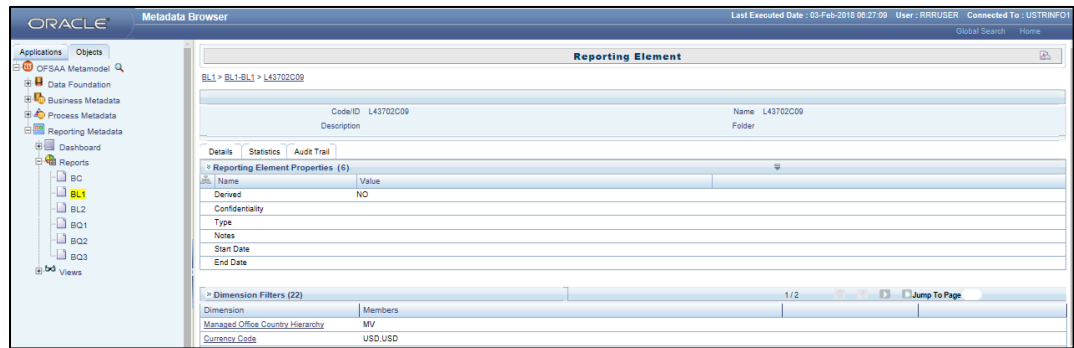 ORACLE
Metadata Browser
Last Executed Date : 03-Feb-2018 06:27:09 User : RRRUSER Connected To : USTRINFO1
Global Search Home
Applications Objects
OFSAA Metamodel
Data Foundation
Business Metadata
Process Metadata
Reporting Metadata
Dashboard
Reports
BC
BL1
BL2
BQ1
BQ2
BQ3
Views
Reporting Element
BL1 > BL1-BL1 > L43702C09
Code/ID L43702C09 Name L43702C09
Description Folder
Details Statistics Audit Trail
Reporting Element Properties (6)
Name Value
Derived NO
Confidentiality
Type
Notes
Start Date
End Date
Dimension Filters (22) 1 / 2 Jump To Page
Dimension Members
Managed Office Country Hierarchy MV
Currency Code USD,USD